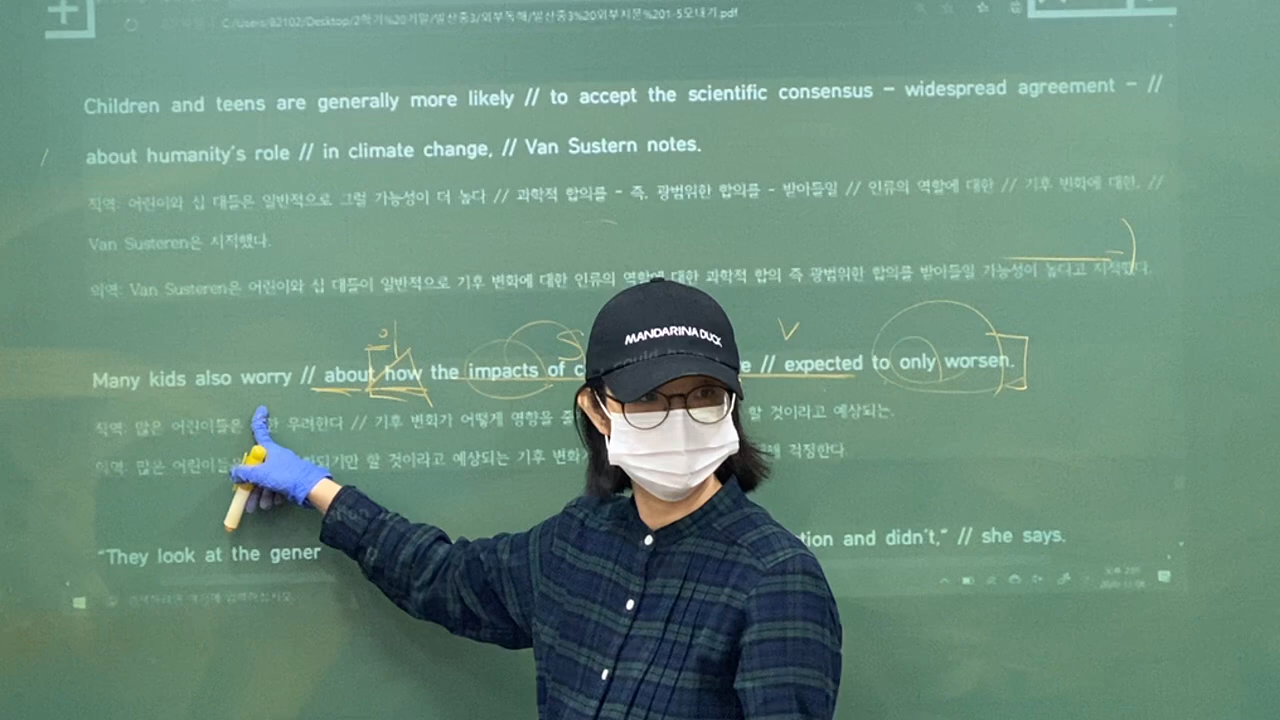 C:/Users/82102/Desktop/2학기%20기말/일산중3/외부독해/일산중3%20외부지문%201-5모내기.pdf
Children and teens are generally more likely // to accept the scientific consensus – widespread agreement – //
/ about humanity's role // in climate change, // Van Sustern notes.
직역: 어린이와 십 대들은 일반적으로 그럴 가능성이 더 높다 // 과학적 합의를 - 즉, 광범위한 합의를 - 받아들일 // 인류의 역할에 대한 // 기후 변화에 대한, //
Van Susteren은 지적했다.
의역: Van Susteren은 어린이와 십 대들이 일반적으로 기후 변화에 대한 인류의 역할에 대한 과학적 합의 즉 광범위한 합의를 받아들일 가능성이 높다고 지적했다.
S V
MANDARINA DUCK
Many kids also worry // about how the impacts of c e // expected to only worsen.
직역: 많은 어린이들은 또한 우려한다 // 기후 변화가 어떻게 영향을 할 것이라고 예상되는.
의역: 많은 어린이들 되기만 할 것이라고 예상되는 기후 변화 걱정한다
"They look at the gener tion and didn't," // she says.